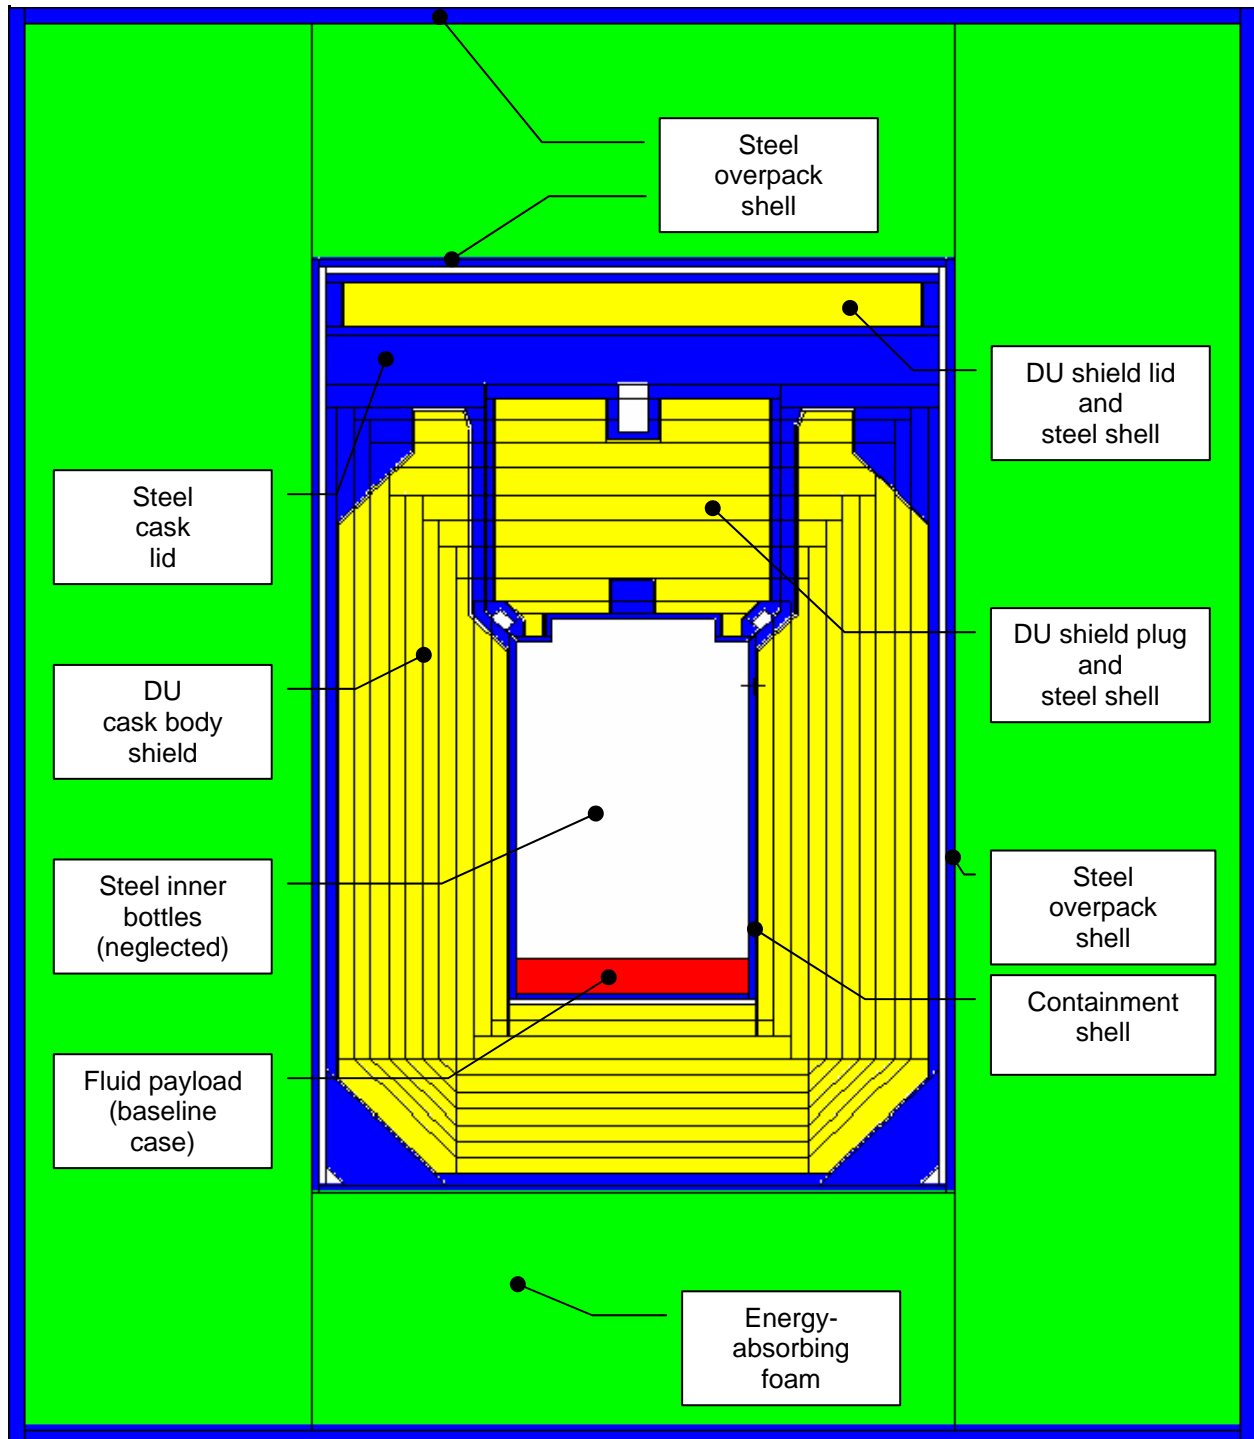 Steel
overpack
shell
DU shield lid
and
steel shell
Steel
cask
lid
DU shield plug
and
steel shell
DU
cask body
shield
Steel inner
bottles
(neglected)
Steel
overpack
shell
Containment
shell
Fluid payload
(baseline
case)
Energy-
absorbing
foam